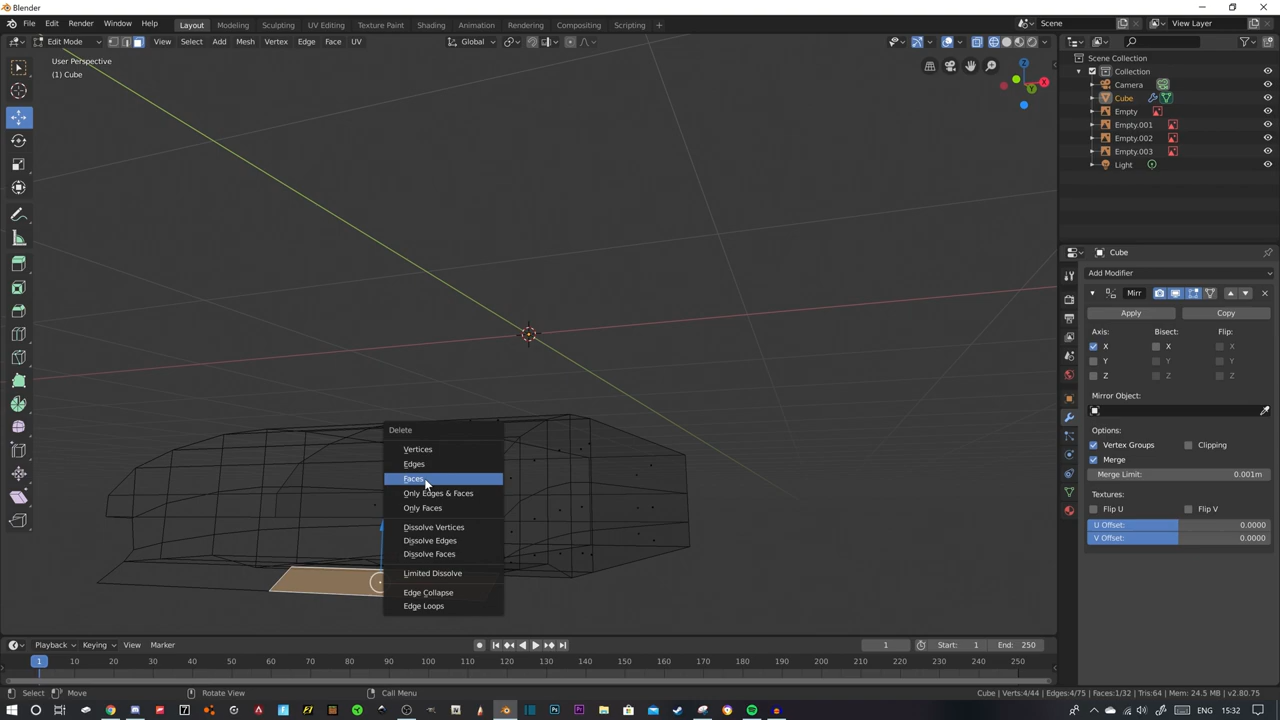 Blender
File Edit Render Window Help Layout Modeling Sculpting UV Editing Texture Paint Shading Animation Rendering Compositing Scripting + Scene View Layer
Edit Mode View Select Add Mesh Vertex Edge Face UV Global
User Perspective
(1) Cube
Z
X
Y
Scene Collection
Collection
Camera
Cube
Empty
Empty.001
Empty.002
Empty.003
Light
Cube
Add Modifier
Mirr
Apply Copy
Axis: Bisect: Flip:
X X X
Y Y Y
Z Z Z
Mirror Object:
Options:
Vertex Groups Clipping
Merge
Merge Limit: 0.001m
Textures:
Flip U Flip V
U Offset: 0.0000
V Offset: 0.0000
Delete
Vertices
Edges
Faces
Only Edges & Faces
Only Faces
Dissolve Vertices
Dissolve Edges
Dissolve Faces
Limited Dissolve
Edge Collapse
Edge Loops
Playback Keying View Marker 1 Start: 1 End: 250
1 10 20 30 40 50 60 70 80 90 100 110 120 130 140 150 160 170 180 190 200 210 220 230 240 250
Select Move Rotate View Call Menu Cube | Verts:4/44 | Edges:4/75 | Faces:1/32 | Tris:64 | Mem: 24.5 MB | v2.80.75
ENG 15:32